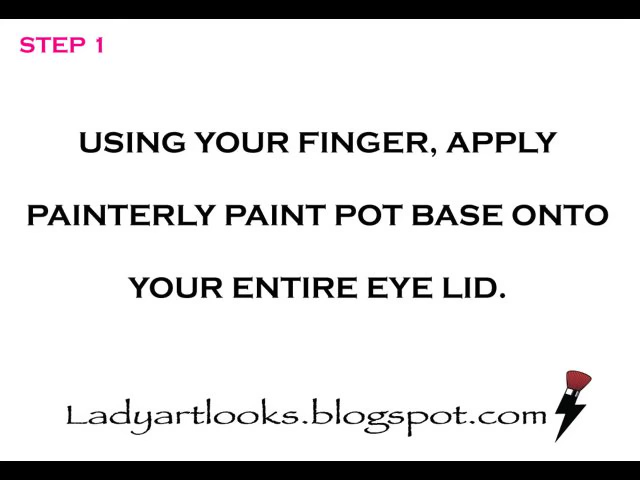 STEP 1
USING YOUR FINGER, APPLY
PAINTERLY PAINT POT BASE ONTO
YOUR ENTIRE EYE LID.
Ladyartlooks.blogspot.com